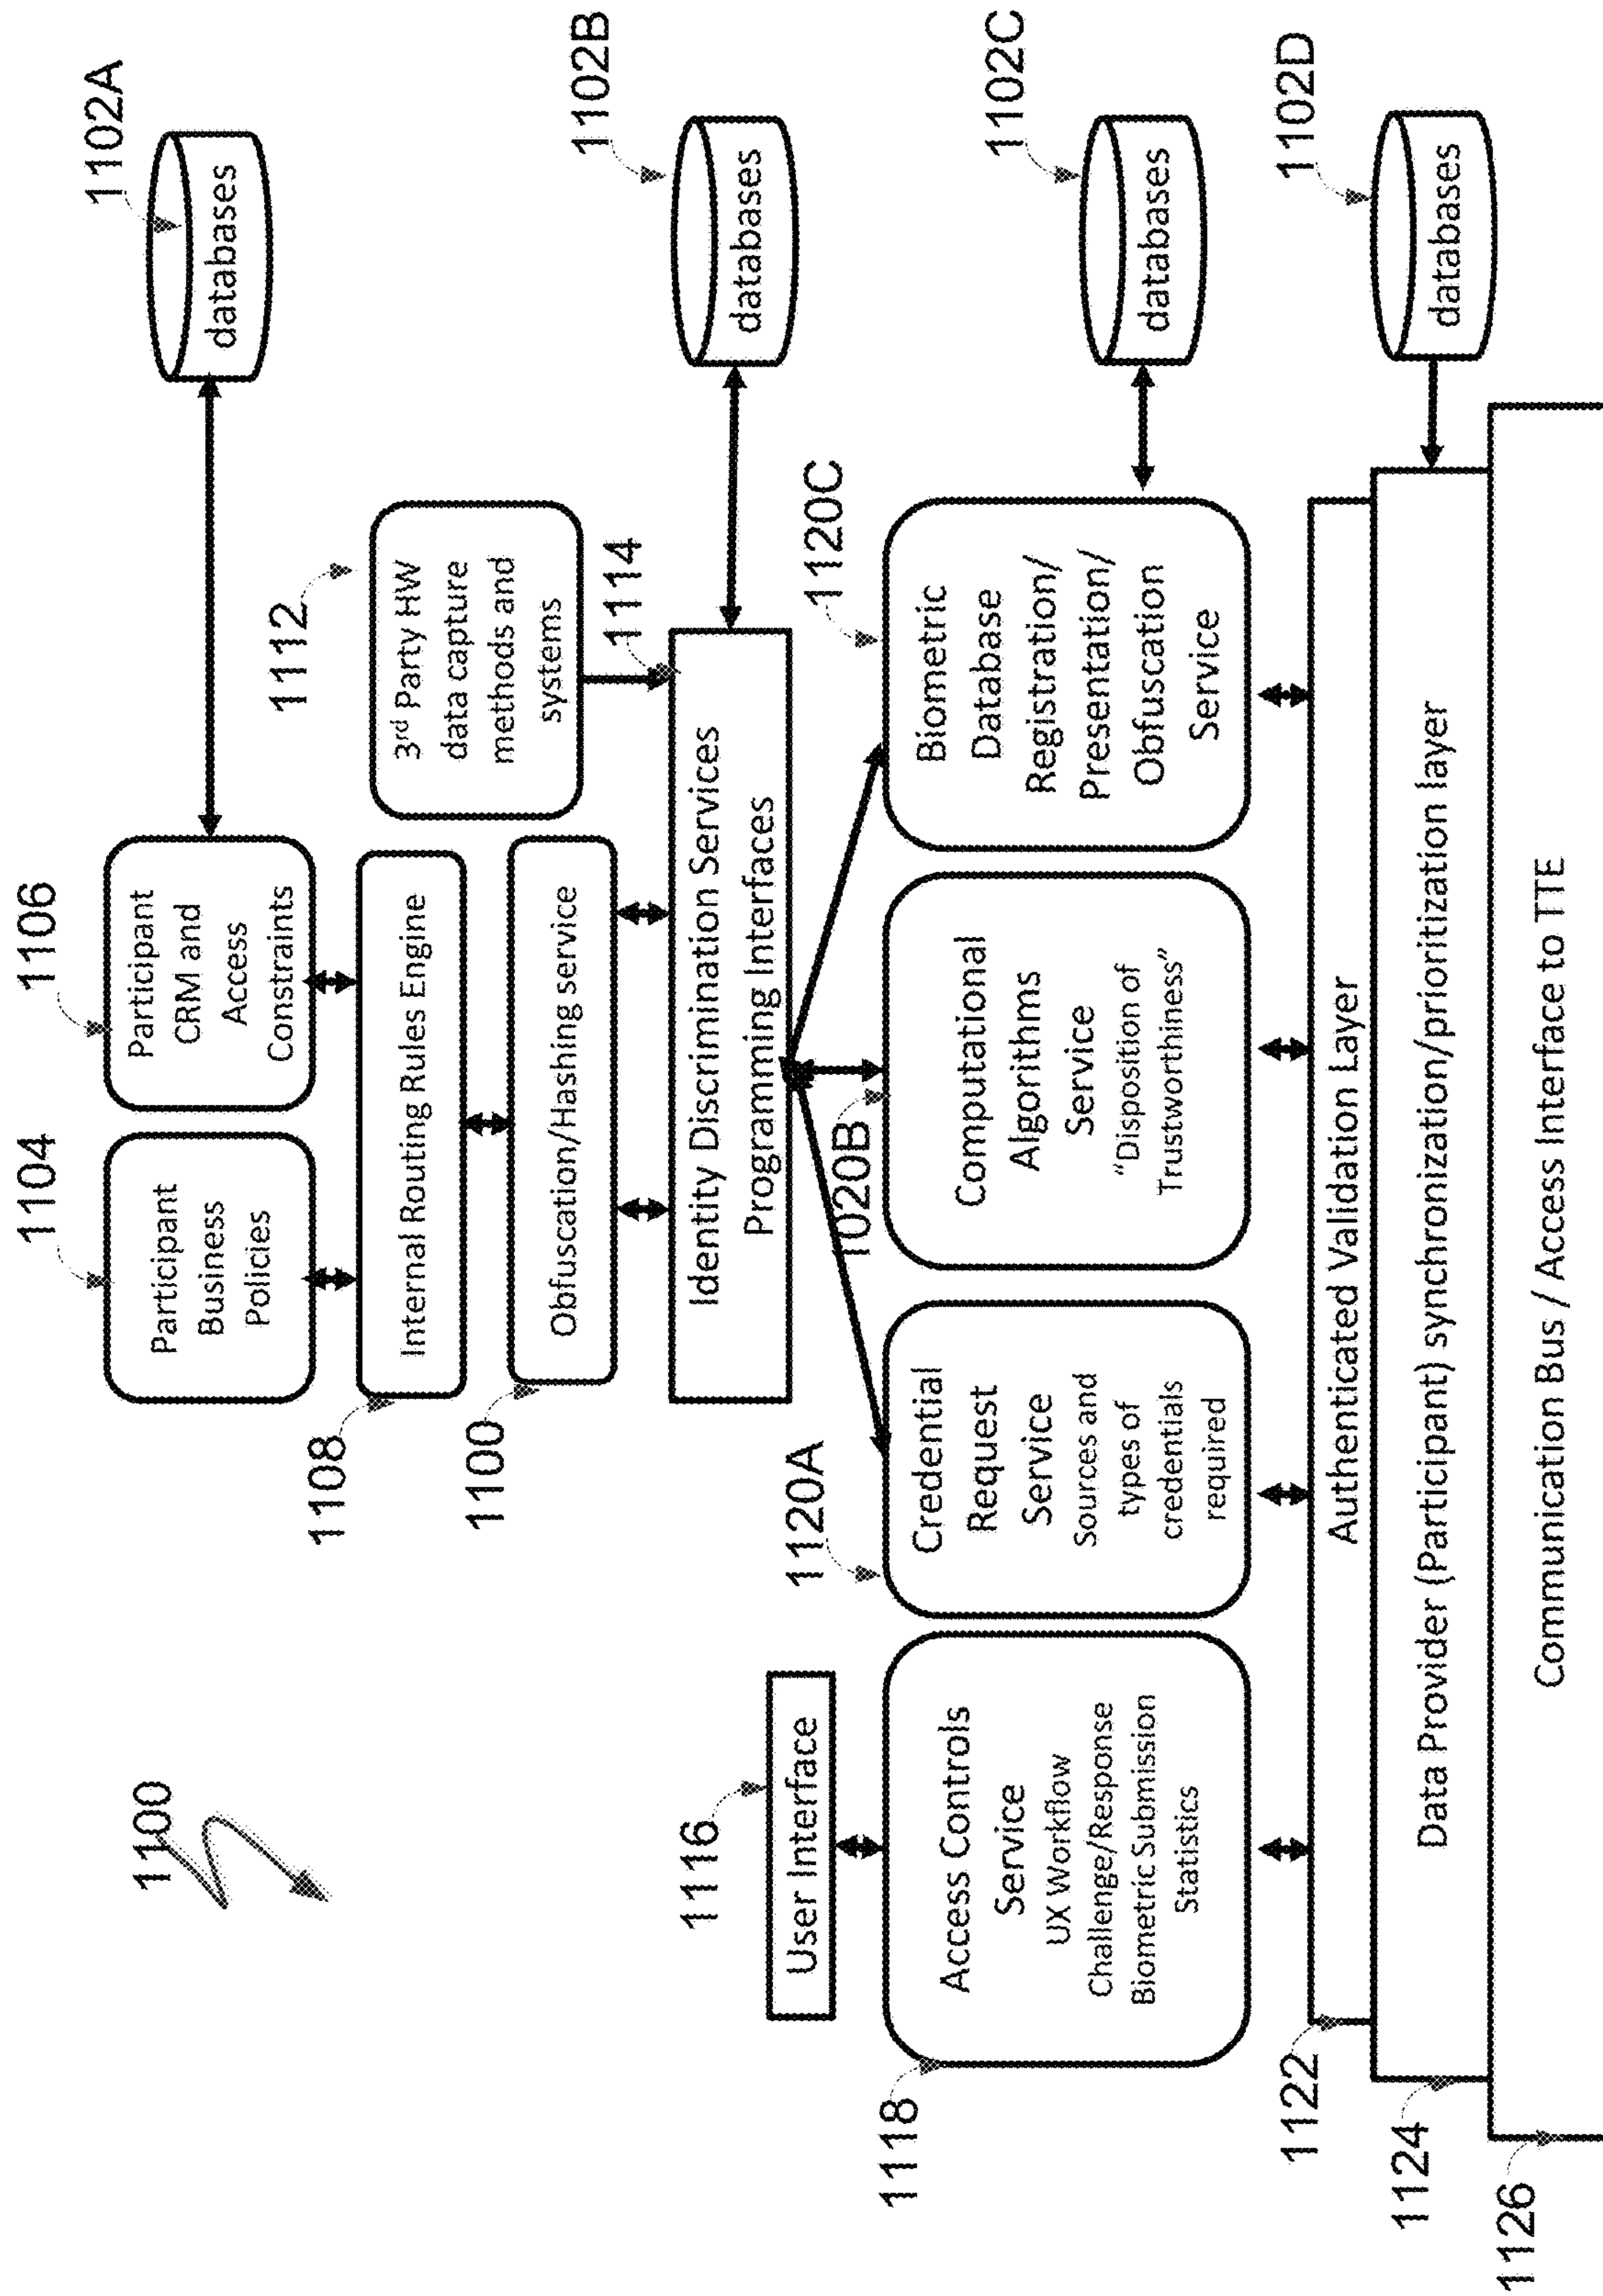 1100
1104
Participant
Business
Policies
1106
Participant
CRM and
Access
Constraints
1102A
databases
1108
Internal Routing Rules Engine
1112
3rd Party HW
data capture
methods and
systems
1100
Obfuscation/Hashing service
1114
Identity Discrimination Services
Programming Interfaces
1102B
databases
1116
User Interface
1118
Access Controls
Service
UX Workflow
Challenge/Response
Biometric Submission
Statistics
1120A
Credential
Request
Service
Sources and
types of
credentials
required
1020B
Computational
Algorithms
Service
“Disposition of
Trustworthiness”
1120C
Biometric
Database
Registration/
Presentation/
Obfuscation
Service
1102C
databases
1122
Authenticated Validation Layer
1124
Data Provider (Participant) synchronization/prioritization layer
1102D
databases
1126
Communication Bus / Access Interface to TTE